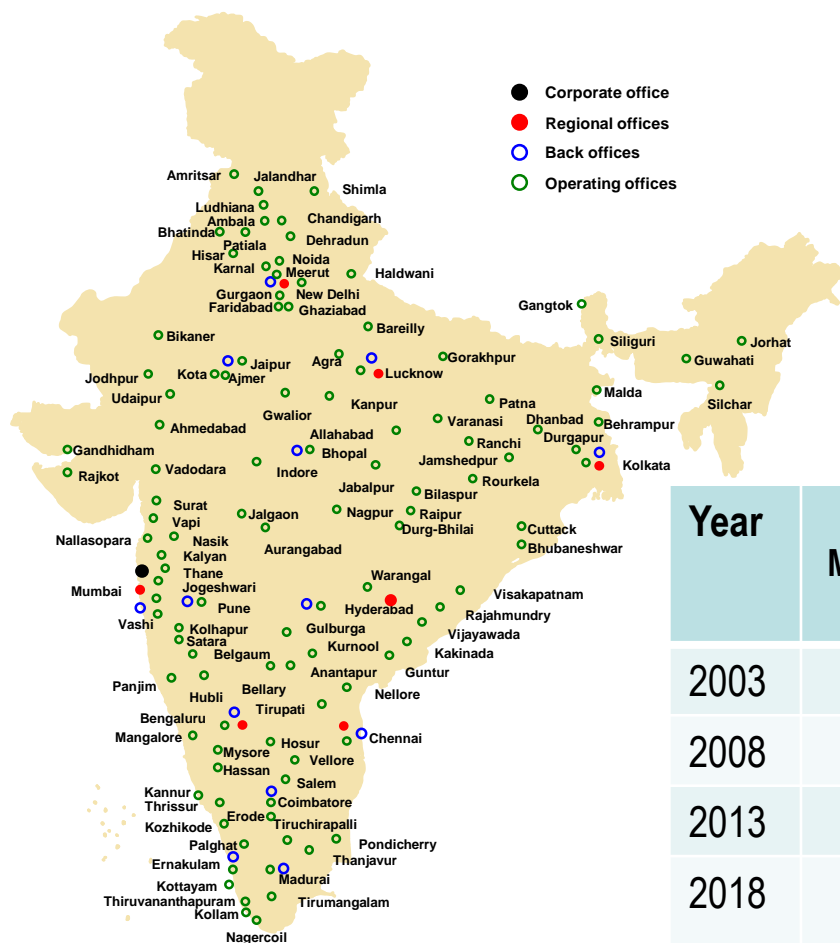 Corporate office
Regional offices
Back offices
Operating offices
Amritsar
Jalandhar
Shimla
Ludhiana
Ambala
Chandigarh
Bhatinda
Patiala
Dehradun
Hisar
Noida
Karnal
Meerut
Haldwani
Gurgaon
New Delhi
Faridabad
Ghaziabad
Gangtok
Bareilly
Bikaner
Siliguri
Jorhat
Agra
Gorakhpur
Guwahati
Jaipur
Jodhpur
Kota
Ajmer
Lucknow
Udaipur
Kanpur
Patna
Malda
Silchar
Gwalior
Varanasi
Dhanbad
Behrampur
Ahmedabad
Allahabad
Ranchi
Durgapur
Gandhidham
Bhopal
Jamshedpur
Kolkata
Rajkot
Vadodara
Indore
Rourkela
Jabalpur
Bilaspur
Surat
Jalgaon
Nagpur
Raipur
Vapi
Durg-Bhilai
Cuttack
Nallasopara
Nasik
Aurangabad
Bhubaneshwar
Kalyan
Thane
Warangal
Jogeshwari
Mumbai
Visakapatnam
Pune
Hyderabad
Rajahmundry
Vashi
Kolhapur
Gulburga
Vijayawada
Satara
Kurnool
Kakinada
Belgaum
Anantapur
Guntur
Panjim
Hubli
Bellary
Nellore
Tirupati
Bengaluru
Mangalore
Hosur
Chennai
Mysore
Vellore
Hassan
Salem
Kannur
Thrissur
Coimbatore
Erode
Kozhikode
Tiruchirapalli
Palghat
Pondicherry
Ernakulam
Thanjavur
Kottayam
Madurai
Thiruvananthapuram
Tirumangalam
Kollam
Nagercoil
Year
M
2003
2008
2013
2018